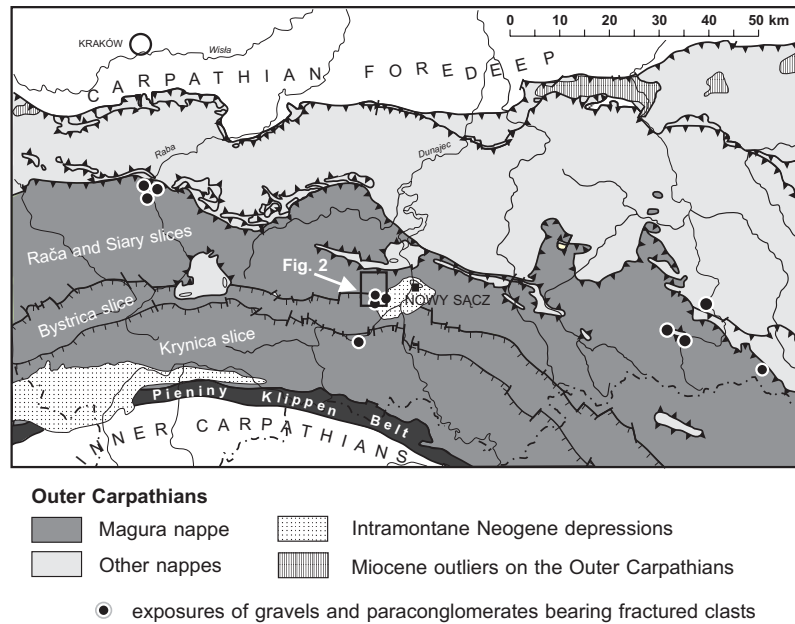 0 10 20 30 40 50 km
KRAKÓW
Wisła
CARPATHIAN FOREDEEP
Raba
Dunajec
Rača and Siary slices
Fig. 2
NOWY SĄCZ
Bystrica slice
Krynica slice
Pieniny Klippen Belt
INNER CARPATHIANS
Outer Carpathians
Magura nappe
Intramontane Neogene depressions
Other nappes
Miocene outliers on the Outer Carpathians
exposures of gravels and paraconglomerates bearing fractured clasts